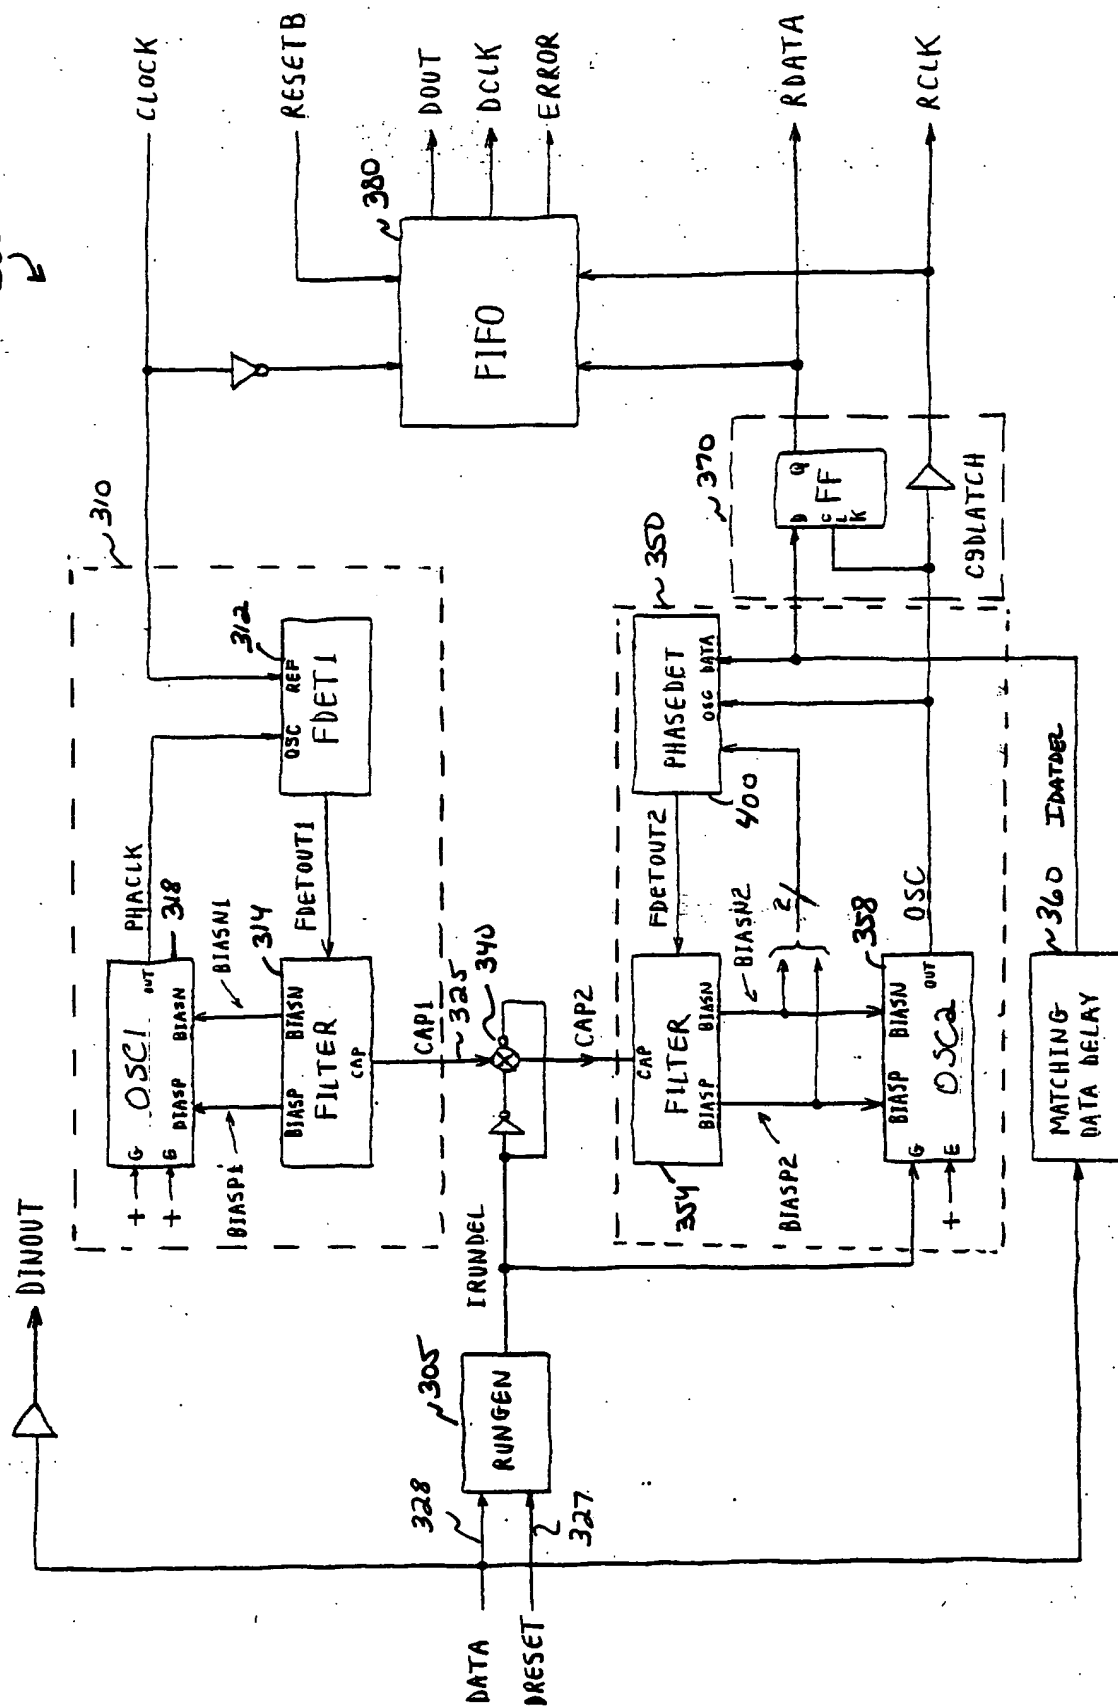 DINOUT
CLOCK
RESETB
310
PHACLK
OSC1
318
G
E
OUT
BIASP
BIASN
BIASP1
BIASN1
314
BIASP
BIASN
FILTER
CAP
FDETOUT1
312
OSC
REF
FDET1
380
FIFO
DOUT
DCLK
ERROR
CAP1
325
340
CAP2
IRUNDEL
305
RUNGEN
328
327
DATA
DRESET
350
FDETOUT2
PHASEDET
OSC
DATA
400
CAP
FILTER
BIASP
BIASN
354
BIASN2
BIASP2
2
358
BIASP
BIASN
OSC2
G
E
OUT
OSC
370
D
Q
FF
CLK
C9DLATCH
RDATA
RCLK
360
IDATDEL
MATCHING
DATA DELAY